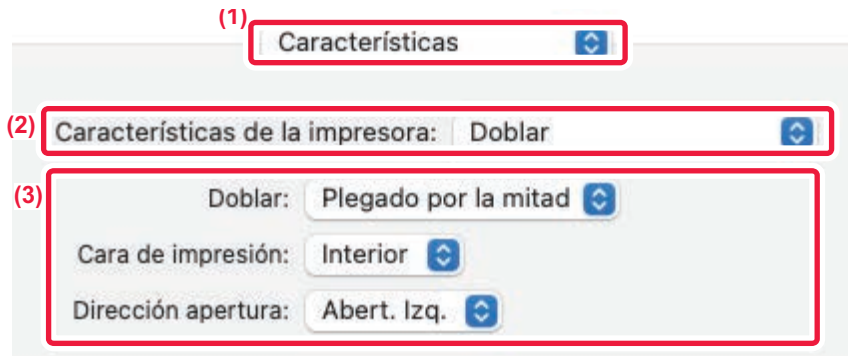 (1)
Características
(2) Características de la impresora: Doblar
(3)
Doblar: Plegado por la mitad
Cara de impresión: Interior
Dirección apertura: Abert. Izq.